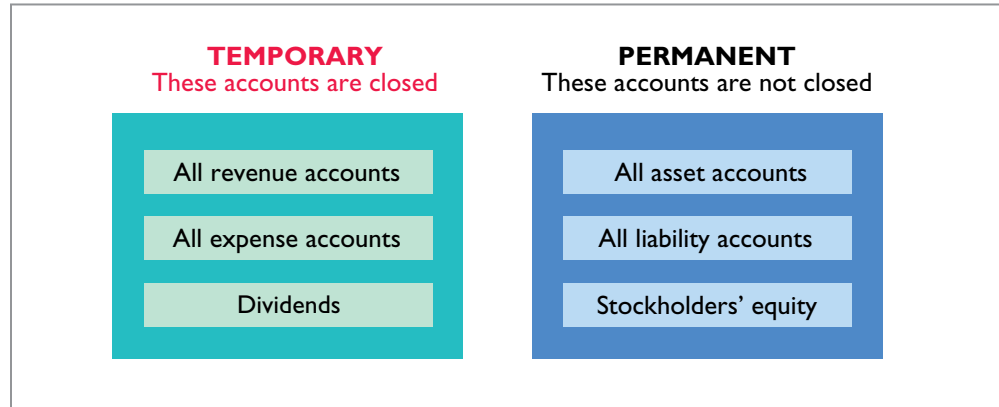 TEMPORARY
These accounts are closed
All revenue accounts
All expense accounts
Dividends
PERMANENT
These accounts are not closed
All asset accounts
All liability accounts
Stockholders’ equity